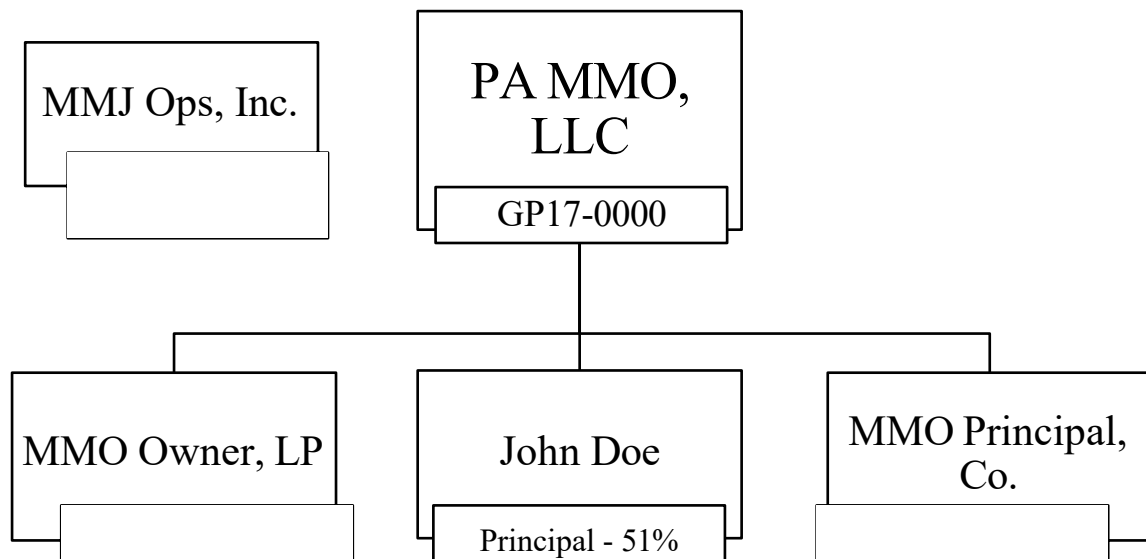 MMJ Ops, Inc.
PA MMO,
LLC
GP17-0000
MMO Owner, LP
John Doe
Principal - 51%
MMO Principal,
Co.